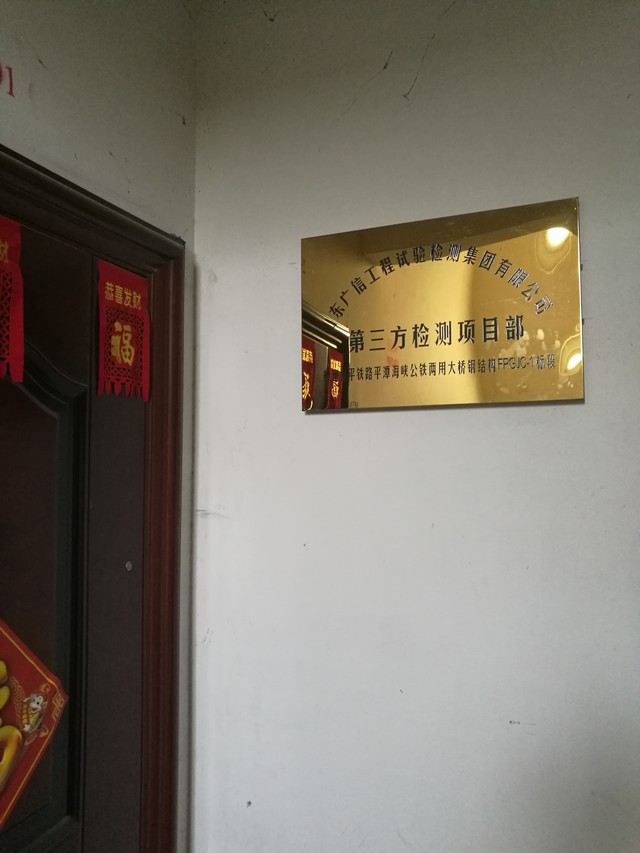 01
财
恭喜发财
福
东广信工程试验检测集团有限公司
第三方检测项目部
平铁路平潭海峡公铁两用大桥钢结构FPGJC-1标段